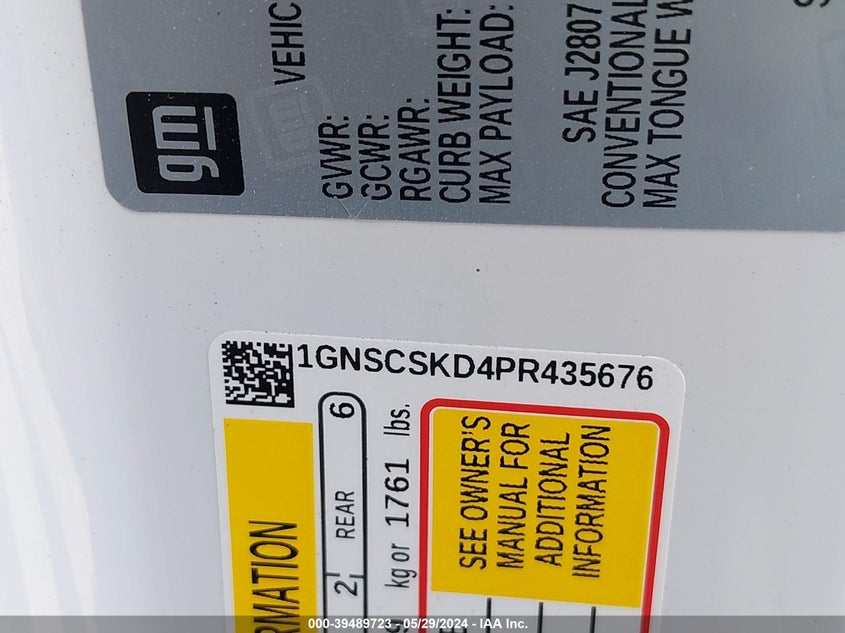 gm
VEHIC
GVWR:
GCWR:
RGAWR:
CURB WEIGHT:
MAX PAYLOAD:
SAE J2807
CONVENTIONAL
MAX TONGUE W
1GNSCSKD4PR435676
RMATION
2 REAR 6
kg or 1761 lbs.
SEE OWNER'S
MANUAL FOR
ADDITIONAL
INFORMATION
000-39489723 - 05/29/2024 - IAA Inc.